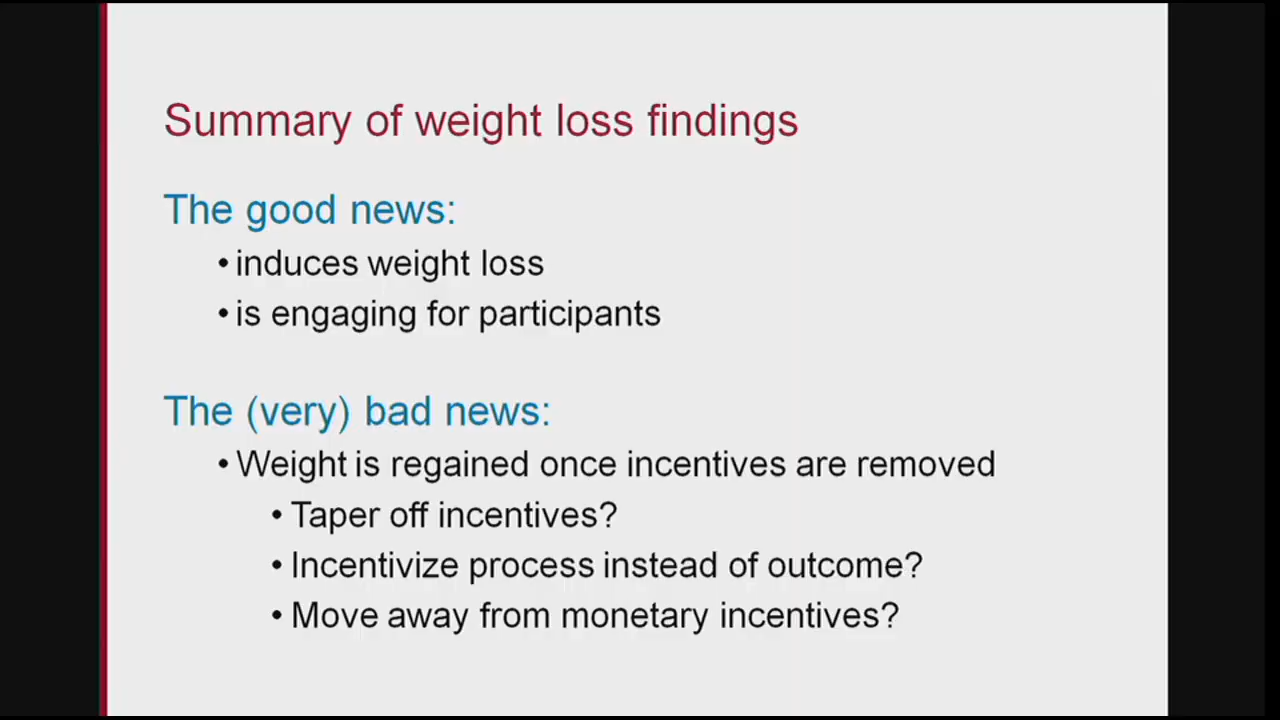 Summary of weight loss findings
The good news:
• induces weight loss
• is engaging for participants
The (very) bad news:
• Weight is regained once incentives are removed
• Taper off incentives?
• Incentivize process instead of outcome?
• Move away from monetary incentives?